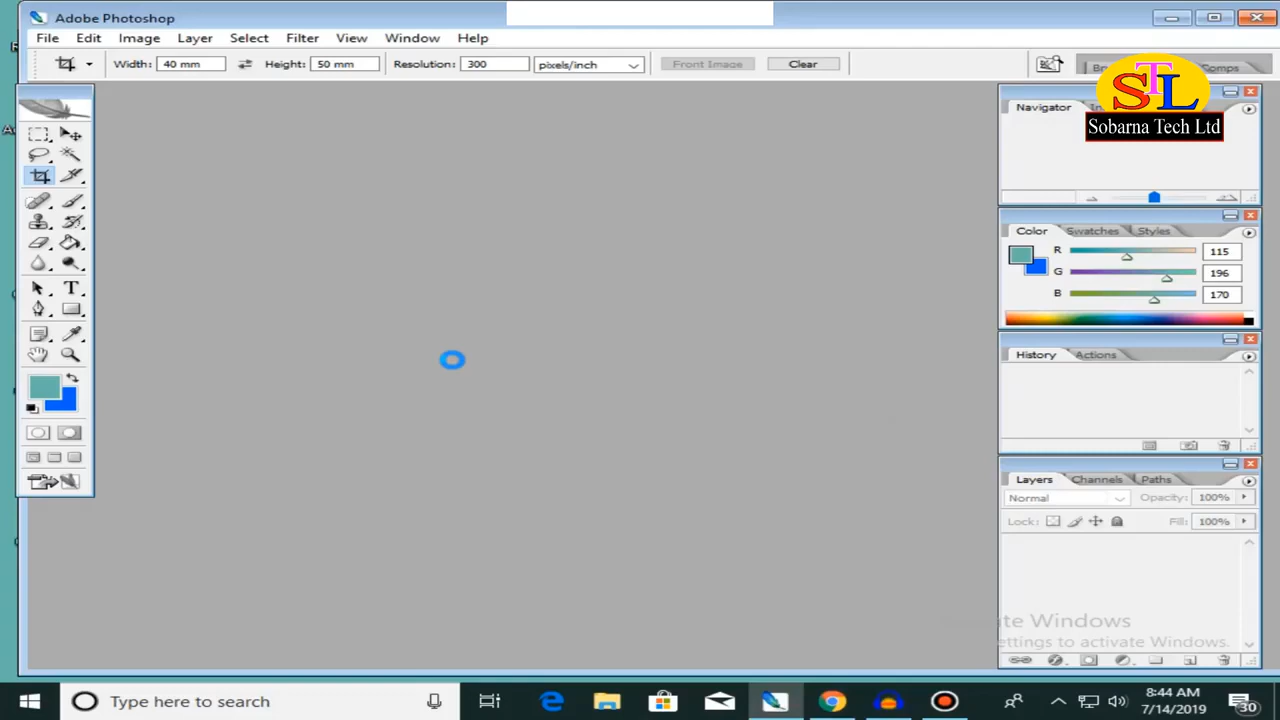 Adobe Photoshop
File Edit Image Layer Select Filter View Window Help
Width: 40 mm Height: 50 mm Resolution: 300 pixels/inch Front Image Clear
Comps
STL
Sobarna Tech Ltd
Navigator
Color Swatches Styles
R 115
G 196
B 170
History Actions
Layers Channels Paths
Normal Opacity: 100%
Lock: Fill: 100%
Windows
to activate Windows.
T
Type here to search
8:44 AM
7/14/2019
30